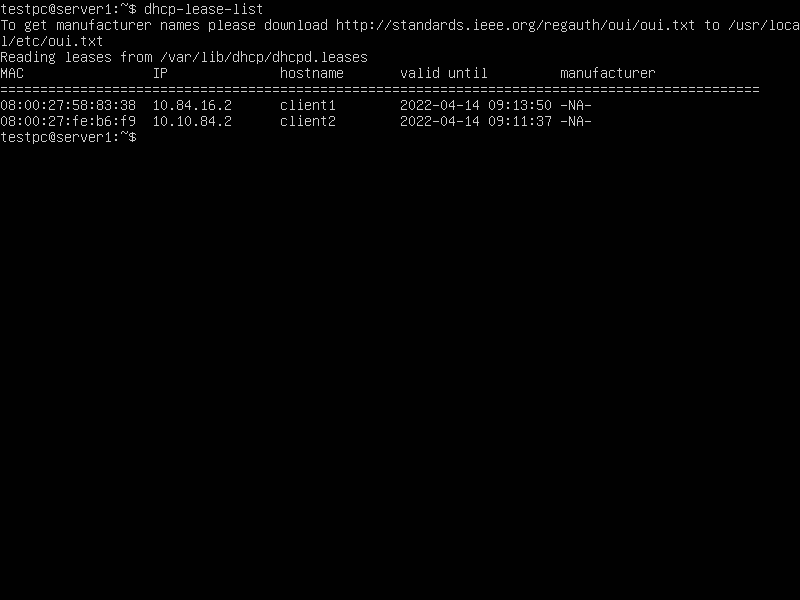 testpc@server1:~$ dhcp-lease-list
To get manufacturer names please download http://standards.ieee.org/regauth/oui/oui.txt to /usr/loca
l/etc/oui.txt
Reading leases from /var/lib/dhcp/dhcpd.leases
MAC                IP              hostname       valid until         manufacturer
===============================================================================================
08:00:27:58:83:38  10.84.16.2      client1        2022-04-14 09:13:50 -NA-
08:00:27:fe:b6:f9  10.10.84.2      client2        2022-04-14 09:11:37 -NA-
testpc@server1:~$